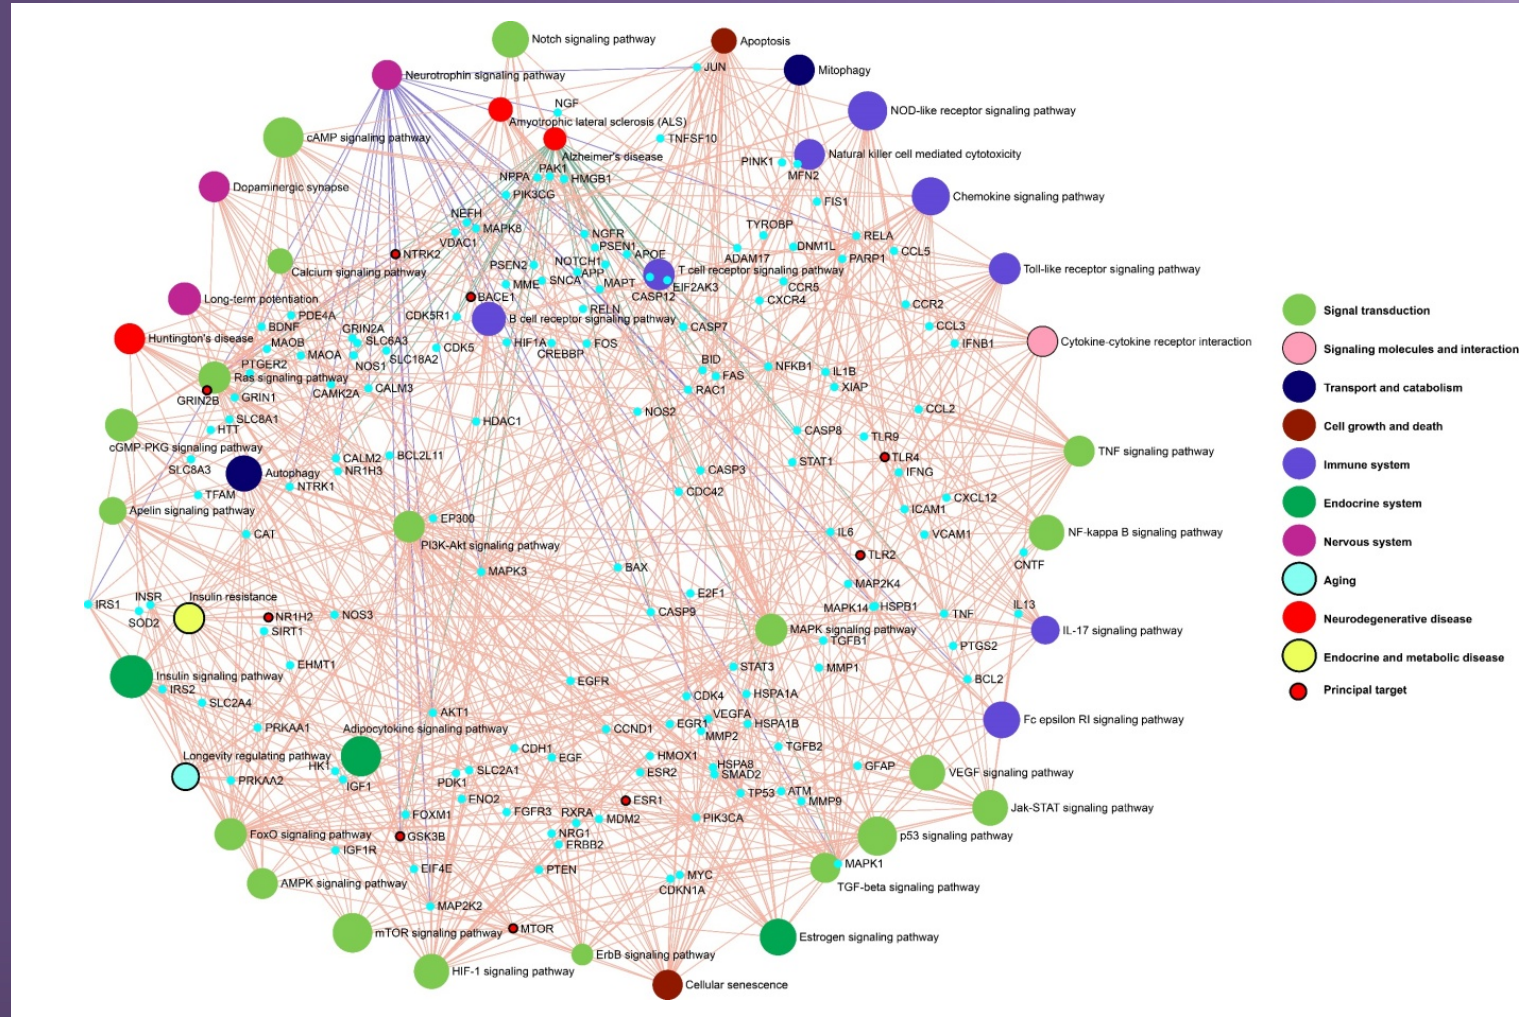 Notch signaling pathway
Apoptosis
JUN
Mitophagy
Neurotrophin signaling pathway
NGF
NOD-like receptor signaling pathway
Amyotrophic lateral sclerosis (ALS)
cAMP signaling pathway
TNFSF10
Alzheimer's disease
Natural killer cell mediated cytotoxicity
PINK1
MFN2
PAK1
NPPA
HMGB1
Dopaminergic synapse
PIK3CG
Chemokine signaling pathway
FIS1
NEFH
MAPK8
VDAC1
NGFR
TYROBP
RELA
PSEN1
DNM1L
CCL5
NTRK2
APOE
ADAM17
PARP1
PSEN2
NOTCH1
APP
T cell receptor signaling pathway
Toll-like receptor signaling pathway
Calcium signaling pathway
MME
SNCA
MAPT
EIF2AK3
CASP12
CCR5
Long-term potentiation
BACE1
CXCR4
CCR2
PDE4A
CDK5R1
RELN
B cell receptor signaling pathway
BDNF
GRIN2A
CASP7
CCL3
Huntington's disease
SLC6A3
HIF1A
CREBBP
FOS
IFNB1
Cytokine-cytokine receptor interaction
MAOB
MAOA
NOS1
SLC18A2
CDK5
BID
FAS
NFKB1
IL1B
PTGER2
Ras signaling pathway
CAMK2A
CALM3
RAC1
XIAP
GRIN2B
GRIN1
NOS2
CCL2
SLC8A1
HDAC1
HTT
CASP8
TLR9
cGMP-PKG signaling pathway
CALM2
BCL2L11
STAT1
TLR4
TNF signaling pathway
SLC8A3
Autophagy
NR1H3
CASP3
IFNG
NTRK1
CDC42
TFAM
CXCL12
Apelin signaling pathway
ICAM1
EP300
CAT
IL6
VCAM1
NF-kappa B signaling pathway
PI3K-Akt signaling pathway
TLR2
CNTF
MAPK3
BAX
MAP2K4
E2F1
Insulin resistance
INSR
IRS1
SOD2
NR1H2
NOS3
CASP9
MAPK14
HSPB1
TNF
IL13
SIRT1
MAPK signaling pathway
IL-17 signaling pathway
TGFB1
PTGS2
EHMT1
STAT3
MMP1
Insulin signaling pathway
EGFR
BCL2
IRS2
SLC2A4
CDK4
HSPA1A
AKT1
VEGFA
Fc epsilon RI signaling pathway
PRKAA1
Adipocytokine signaling pathway
CCND1
EGR1
HSPA1B
MMP2
TGFB2
Longevity regulating pathway
CDH1
EGF
HMOX1
HK1
SLC2A1
ESR2
HSPA8
SMAD2
GFAP
VEGF signaling pathway
PRKAA2
IGF1
PDK1
TP53
ATM
MMP9
ENO2
ESR1
Jak-STAT signaling pathway
FOXM1
FGFR3
RXRA
MDM2
PIK3CA
FoxO signaling pathway
GSK3B
NRG1
p53 signaling pathway
IGF1R
ERBB2
MAPK1
EIF4E
PTEN
MYC
AMPK signaling pathway
CDKN1A
TGF-beta signaling pathway
MAP2K2
mTOR signaling pathway
MTOR
Estrogen signaling pathway
ErbB signaling pathway
HIF-1 signaling pathway
Cellular senescence
Signal transduction
Signaling molecules and interaction
Transport and catabolism
Cell growth and death
Immune system
Endocrine system
Nervous system
Aging
Neurodegenerative disease
Endocrine and metabolic disease
Principal target